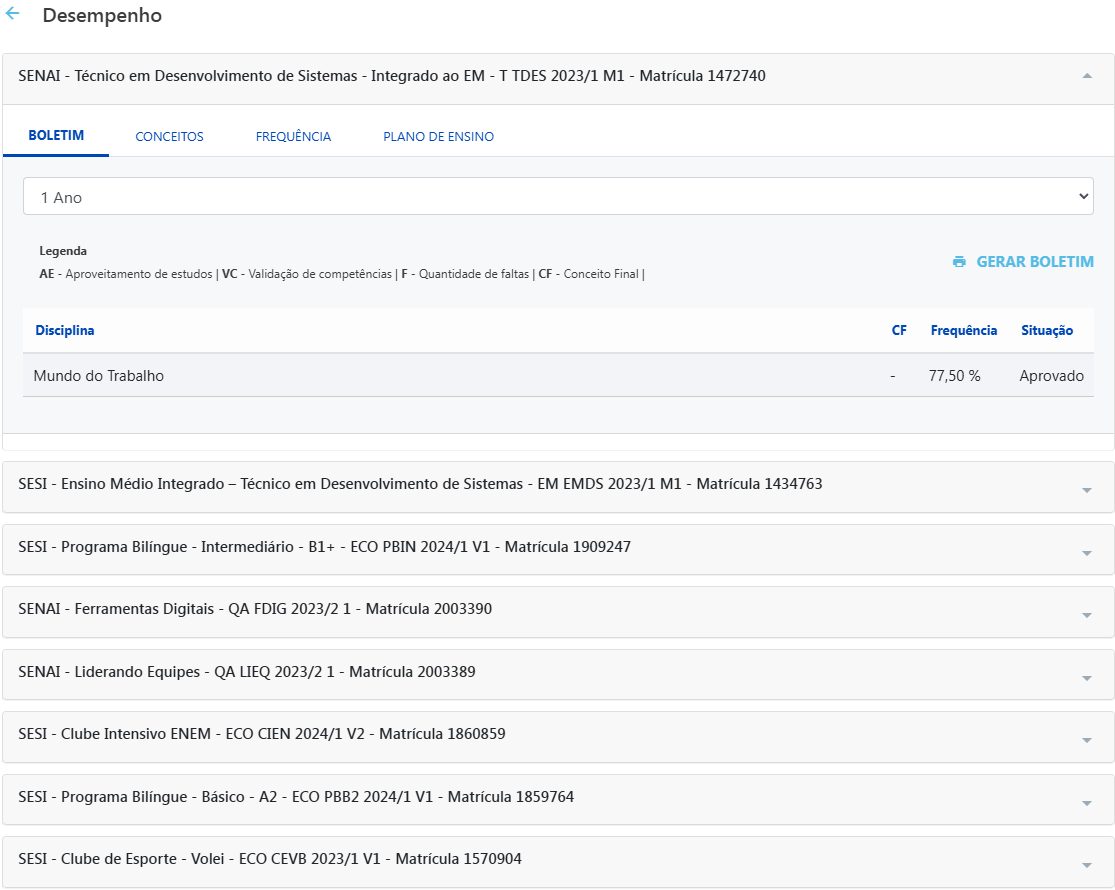 Desempenho
SENAI - Técnico em Desenvolvimento de Sistemas - Integrado ao EM - T TDES 2023/1 M1 - Matrícula 1472740
BOLETIM CONCEITOS FREQUÊNCIA PLANO DE ENSINO
1 Ano
Legenda
AE - Aproveitamento de estudos | VC - Validação de competências | F - Quantidade de faltas | CF - Conceito Final |
GERAR BOLETIM
Disciplina CF Frequência Situação
Mundo do Trabalho - 77,50 % Aprovado
SESI - Ensino Médio Integrado – Técnico em Desenvolvimento de Sistemas - EM EMDS 2023/1 M1 - Matrícula 1434763
SESI - Programa Bilíngue - Intermediário - B1+ - ECO PBIN 2024/1 V1 - Matrícula 1909247
SENAI - Ferramentas Digitais - QA FDIG 2023/2 1 - Matrícula 2003390
SENAI - Liderando Equipes - QA LIEQ 2023/2 1 - Matrícula 2003389
SESI - Clube Intensivo ENEM - ECO CIEN 2024/1 V2 - Matrícula 1860859
SESI - Programa Bilíngue - Básico - A2 - ECO PBB2 2024/1 V1 - Matrícula 1859764
SESI - Clube de Esporte - Volei - ECO CEVB 2023/1 V1 - Matrícula 1570904